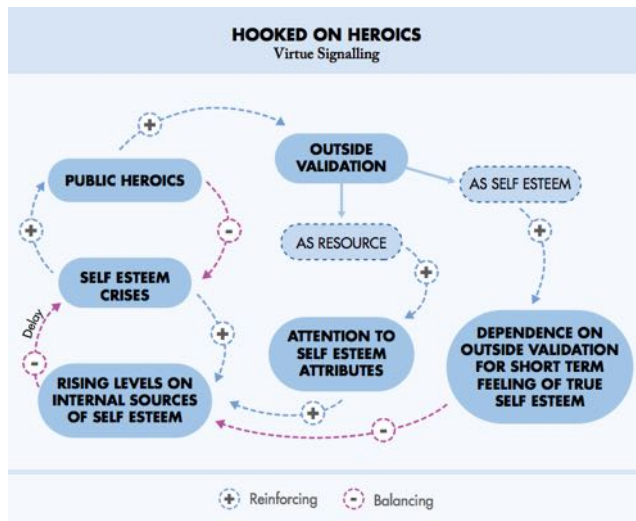 HOOKED ON HEROICS
Virtue Signalling
+
OUTSIDE
VALIDATION
PUBLIC HEROICS
AS SELF ESTEEM
-
+
+
AS RESOURCE
+
SELF ESTEEM
CRISES
+
Delay
-
ATTENTION TO
SELF ESTEEM
ATTRIBUTES
DEPENDENCE ON
OUTSIDE VALIDATION
FOR SHORT TERM
FEELING OF TRUE
SELF ESTEEM
RISING LEVELS ON
INTERNAL SOURCES
OF SELF ESTEEM
+
-
+ Reinforcing
- Balancing